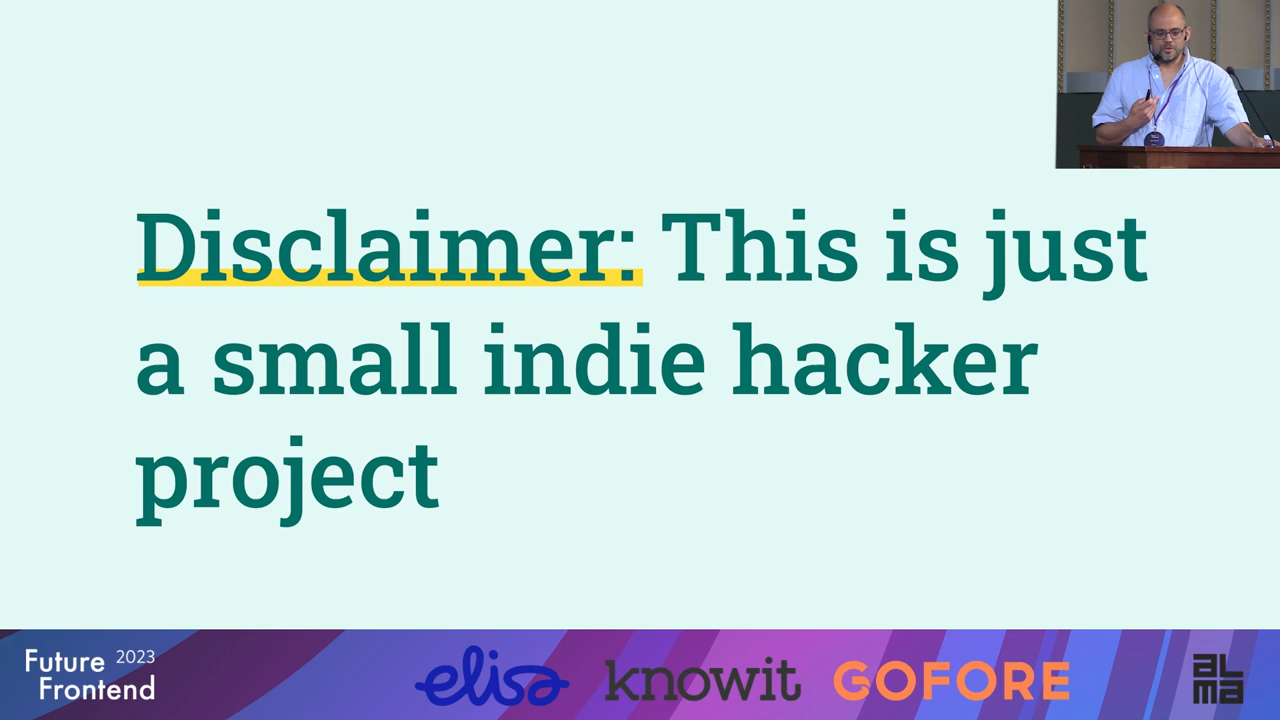 Disclaimer: This is just
a small indie hacker
project
Future 2023
Frontend
elisa
knowit
GOFORE
ALMA